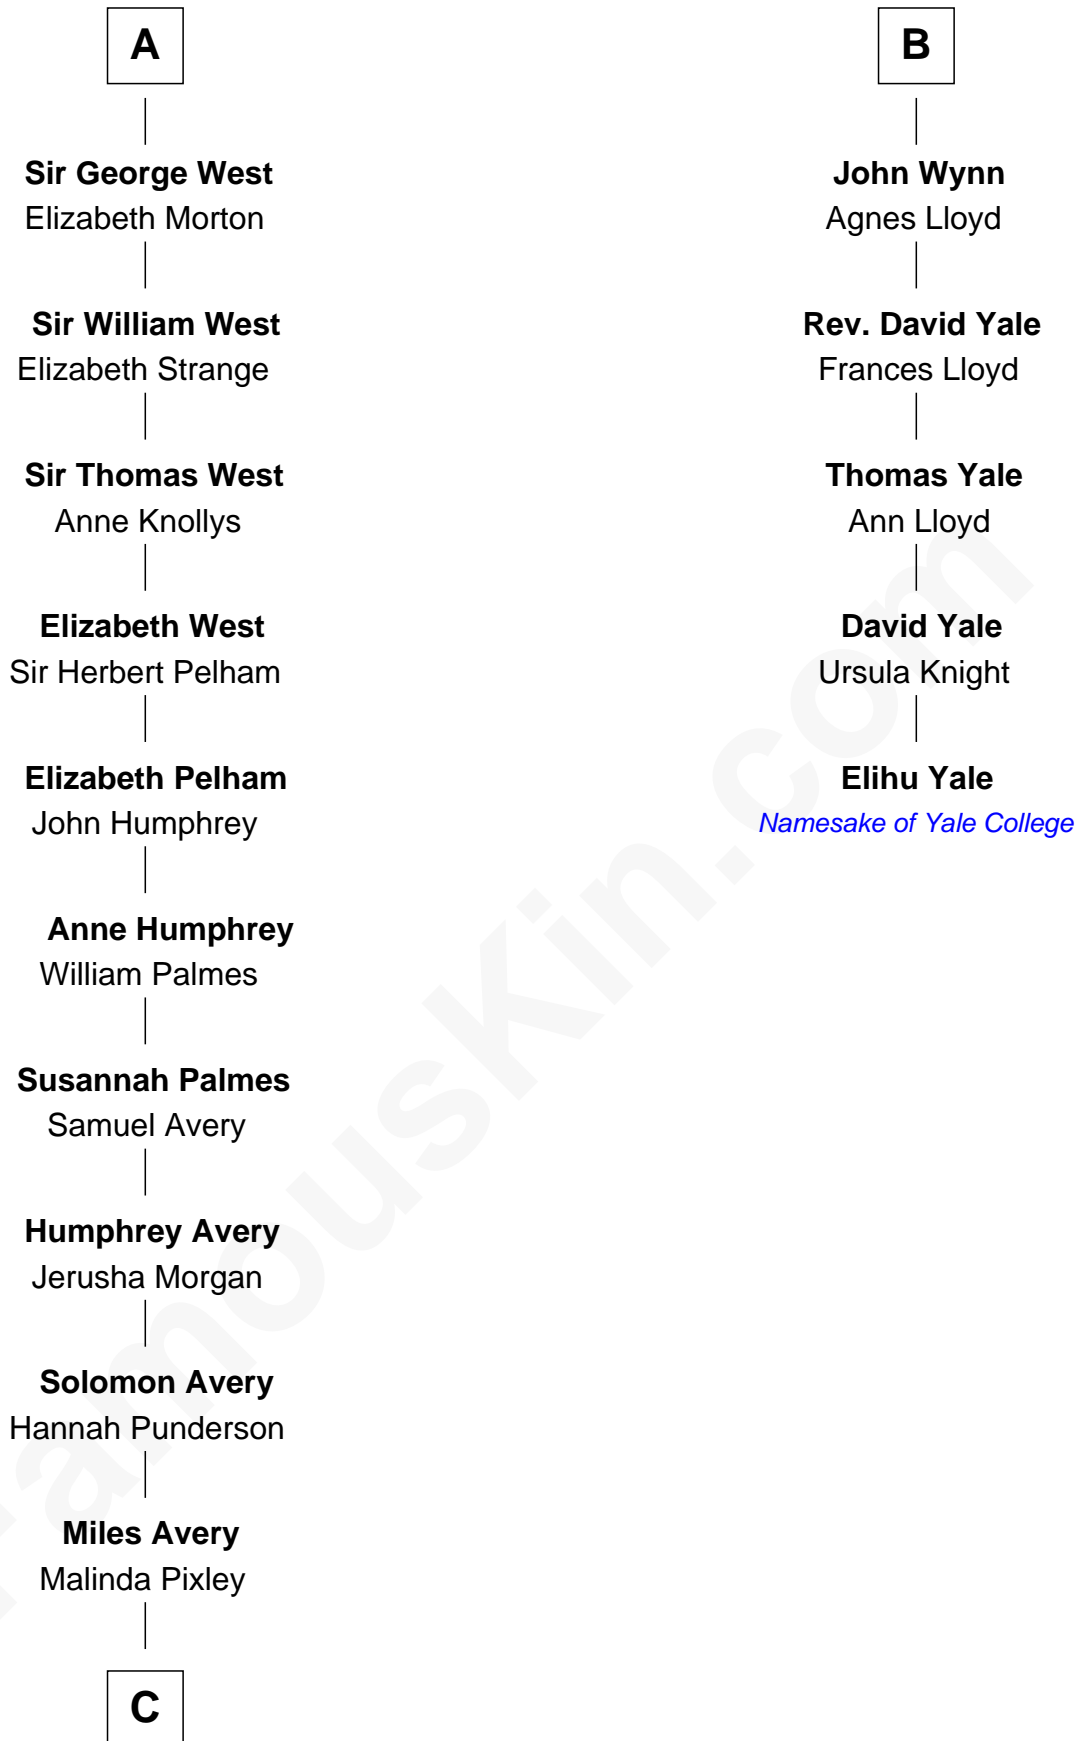 A
Sir George West
Elizabeth Morton
Sir William West
Elizabeth Strange
Sir Thomas West
Anne Knollys
Elizabeth West
Sir Herbert Pelham
Elizabeth Pelham
John Humphrey
Anne Humphrey
William Palmes
Susannah Palmes
Samuel Avery
Humphrey Avery
Jerusha Morgan
Solomon Avery
Hannah Punderson
Miles Avery
Malinda Pixley
C
B
John Wynn
Agnes Lloyd
Rev. David Yale
Frances Lloyd
Thomas Yale
Ann Lloyd
David Yale
Ursula Knight
Elihu Yale
Namesake of Yale College
FamousKin.com